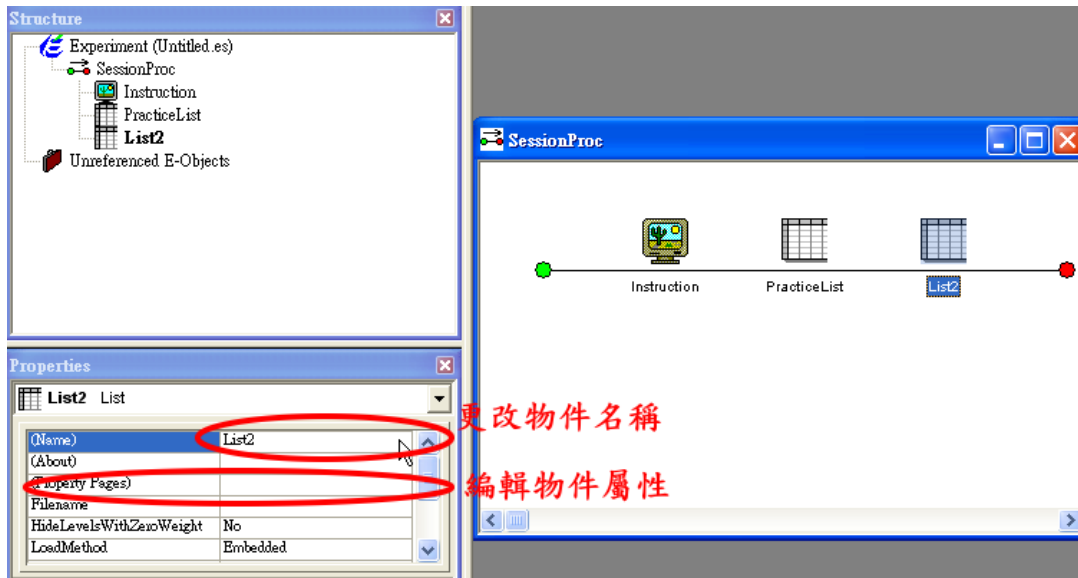 Structure
Experiment (Untitled.es)
SessionProc
Instruction
PracticeList
List2
Unreferenced E-Objects
SessionProc
Instruction
PracticeList
List2
Properties
List2 List
(Name) List2
(About)
(Property Pages)
Filename
HideLevelsWithZeroWeight No
LoadMethod Embedded
更改物件名稱
編輯物件屬性